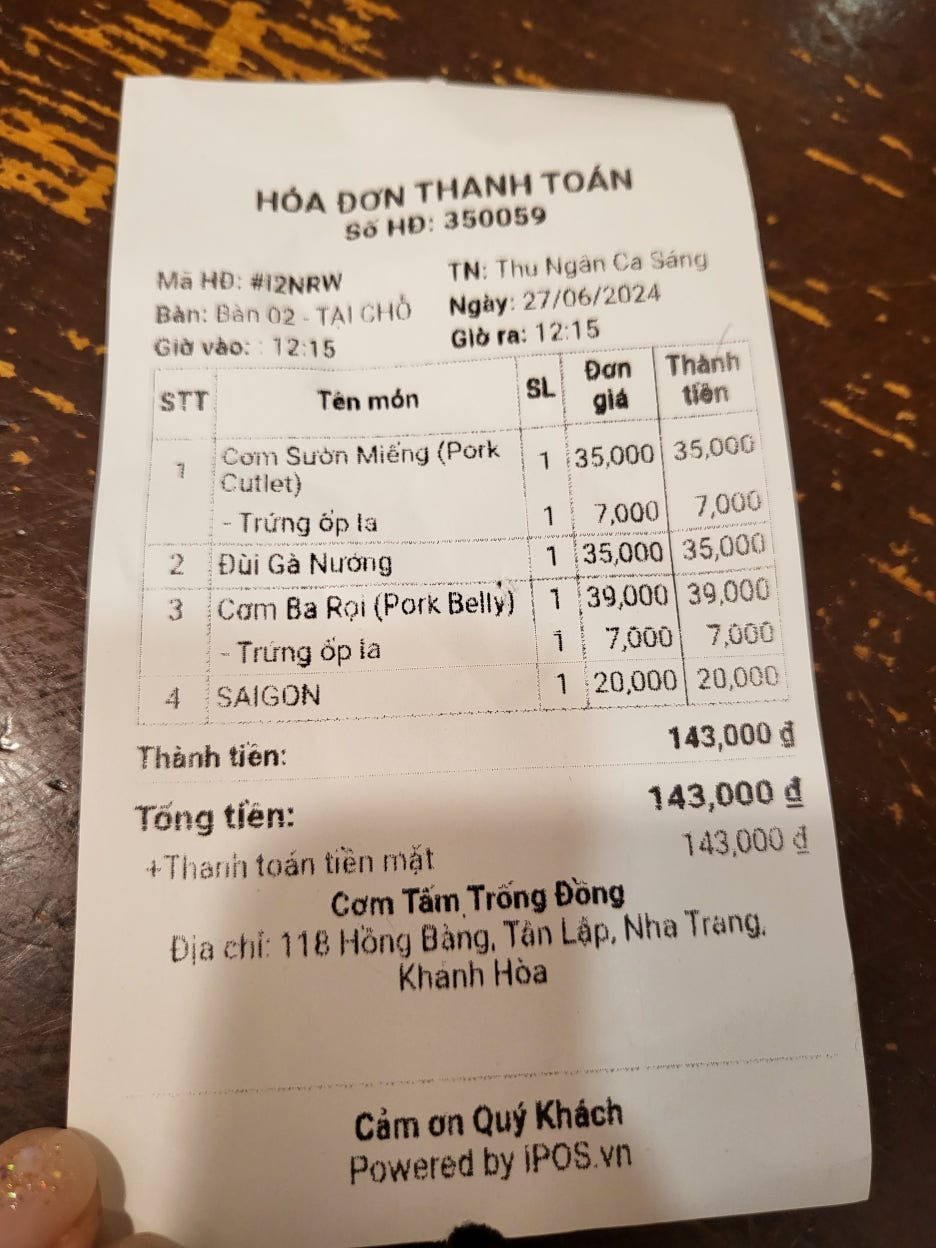 HÓA ĐƠN THANH TOÁN
Số HĐ: 350059
Mã HĐ: #I2NRW TN: Thu Ngân Ca Sáng
Bàn: Bàn 02 - TẠI CHỖ Ngày: 27/06/2024
Giờ vào: : 12:15 Giờ ra: 12:15
STT Tên món SL Đơn giá Thành tiền
1 Cơm Sườn Miếng (Pork Cutlet) 1 35,000 35,000
- Trứng ốp la 1 7,000 7,000
2 Đùi Gà Nướng 1 35,000 35,000
3 Cơm Ba Rọi (Pork Belly) 1 39,000 39,000
- Trứng ốp la 1 7,000 7,000
4 SAIGON 1 20,000 20,000
Thành tiền: 143,000 ₫
Tổng tiền: 143,000 ₫
+Thanh toán tiền mặt 143,000 ₫
Cơm Tấm Trống Đồng
Địa chỉ: 118 Hồng Bàng, Tân Lập, Nha Trang,
Khánh Hòa
Cảm ơn Quý Khách
Powered by iPOS.vn